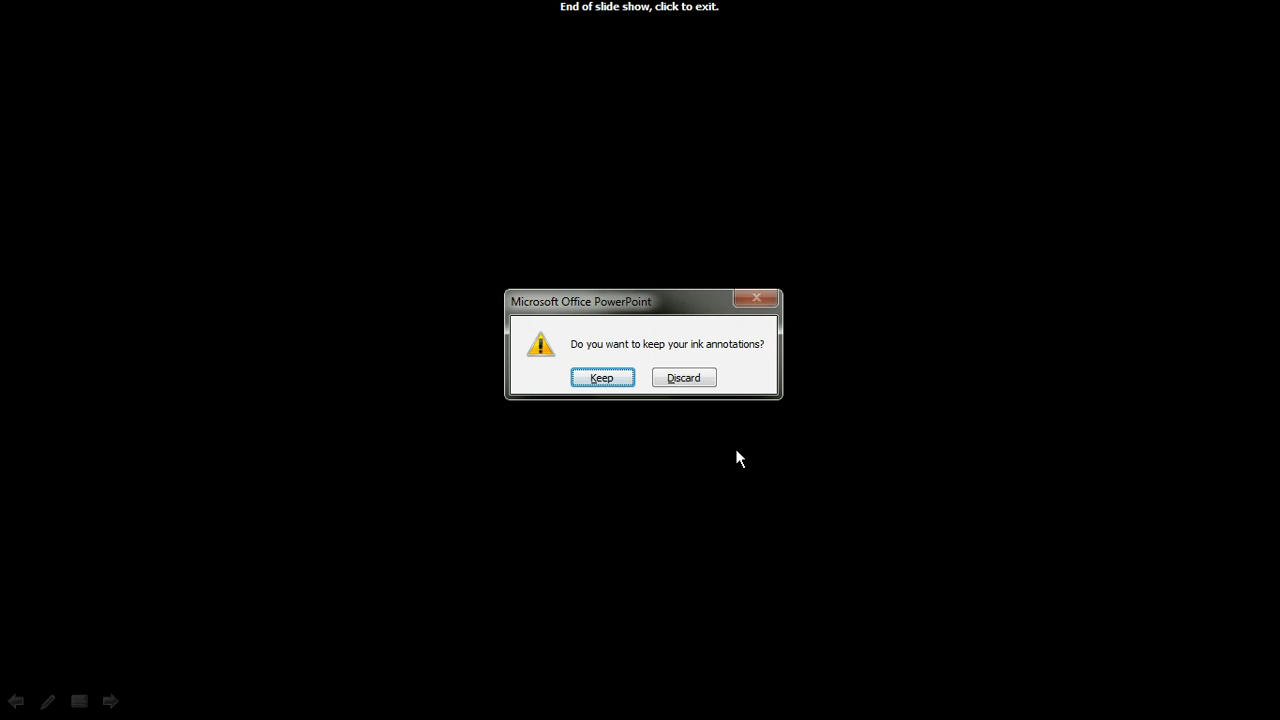 End of slide show, click to exit.
Microsoft Office PowerPoint
Do you want to keep your ink annotations?
Keep
Discard